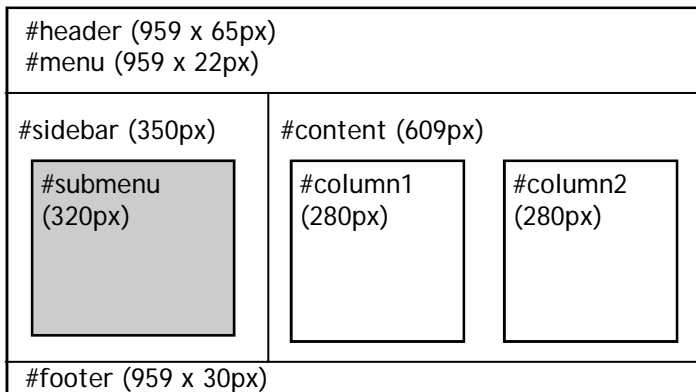 #header (959 x 65px)
#menu (959 x 22px)
#sidebar (350px)
#submenu
(320px)
#content (609px)
#column1
(280px)
#column2
(280px)
#footer (959 x 30px)